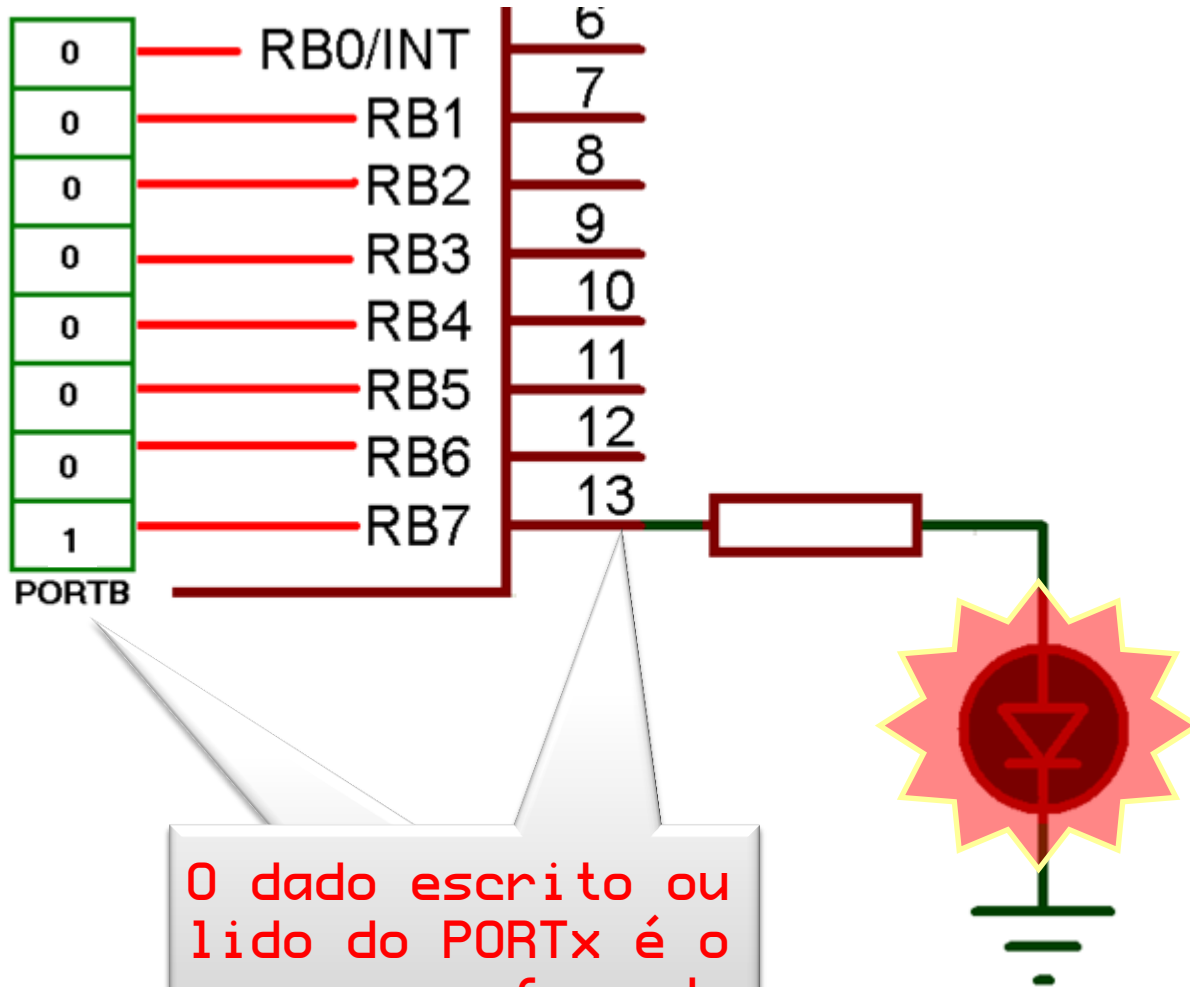 0 RB0/INT 6
0 RB1 7
0 RB2 8
0 RB3 9
0 RB4 10
0 RB5 11
0 RB6 12
1 RB7 13
PORTB
O dado escrito ou
lido do PORTx é o